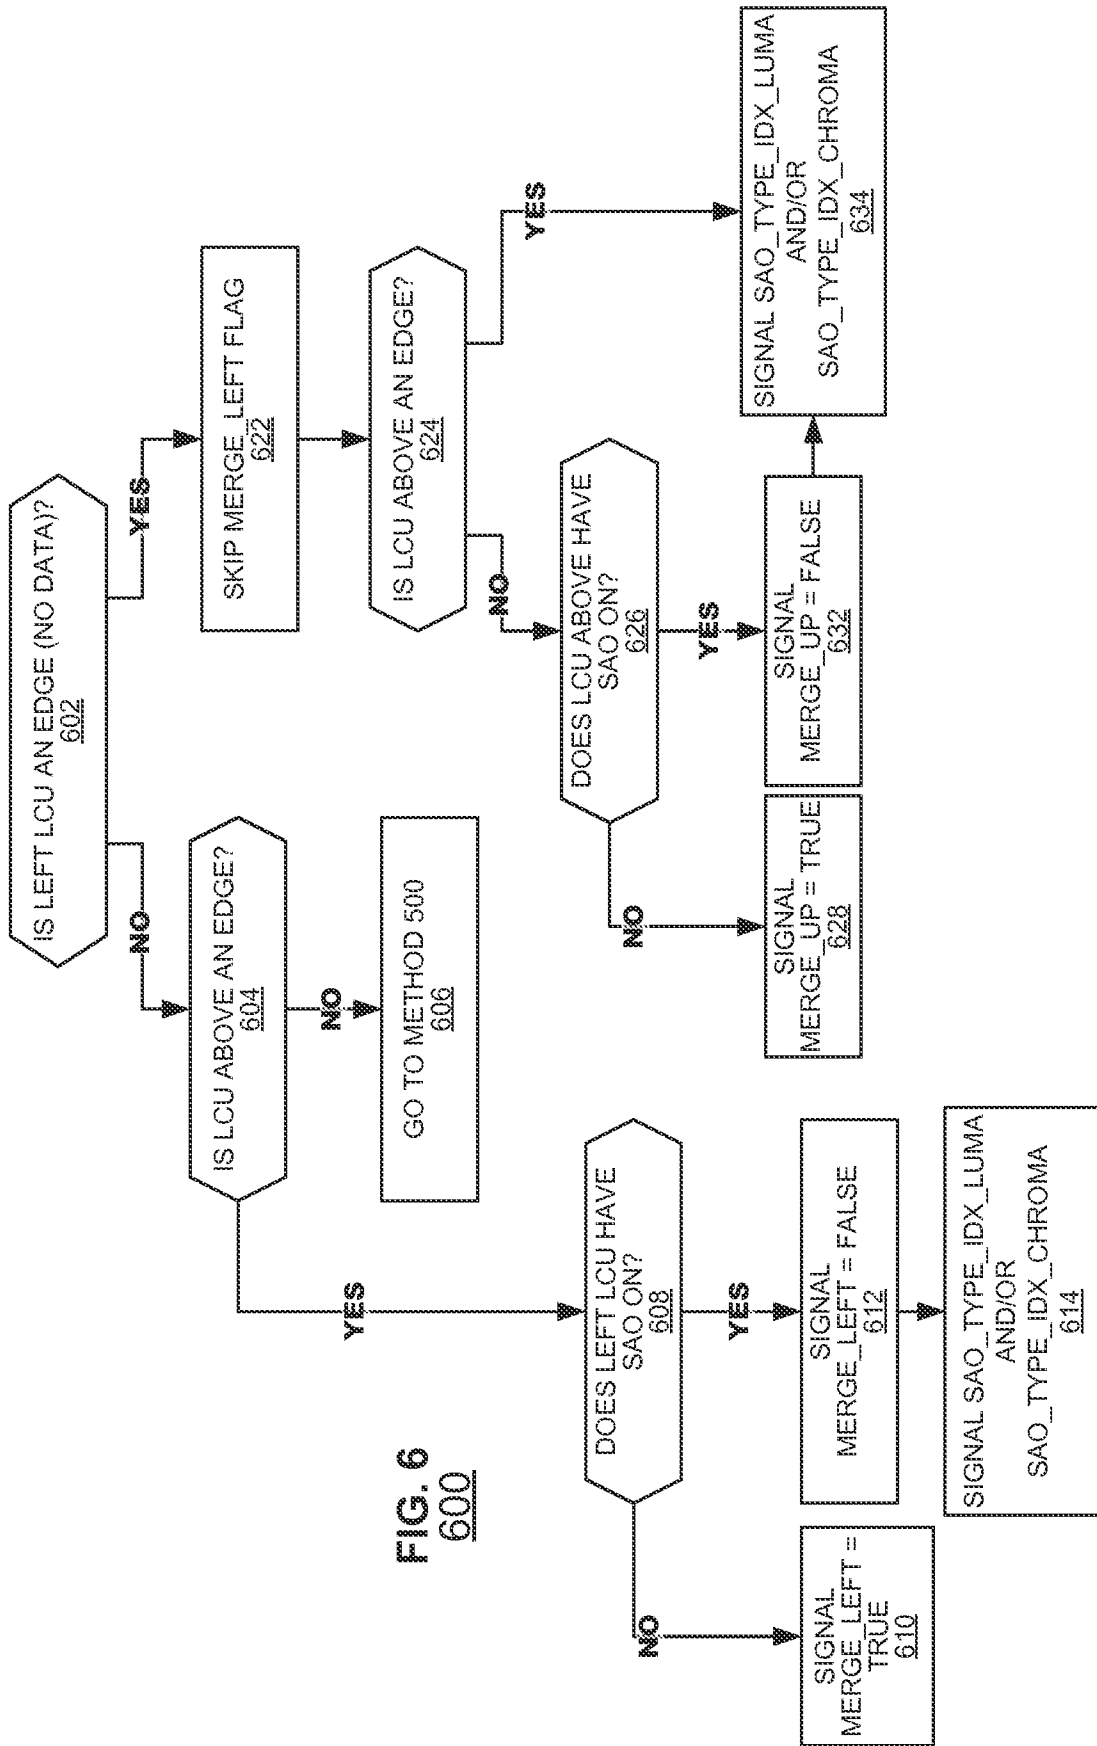 IS LEFT LCU AN EDGE (NO DATA)?
602
NO
YES
IS LCU ABOVE AN EDGE?
604
SKIP MERGE_LEFT FLAG
622
YES
NO
GO TO METHOD 500
606
IS LCU ABOVE AN EDGE?
624
NO
YES
FIG. 6
600
DOES LEFT LCU HAVE
SAO ON?
608
DOES LCU ABOVE HAVE
SAO ON?
626
NO
YES
NO
YES
SIGNAL
MERGE_LEFT =
TRUE
610
SIGNAL
MERGE_LEFT = FALSE
612
SIGNAL
MERGE_UP = TRUE
628
SIGNAL
MERGE_UP = FALSE
632
SIGNAL SAO_TYPE_IDX_LUMA
AND/OR
SAO_TYPE_IDX_CHROMA
634
SIGNAL SAO_TYPE_IDX_LUMA
AND/OR
SAO_TYPE_IDX_CHROMA
614